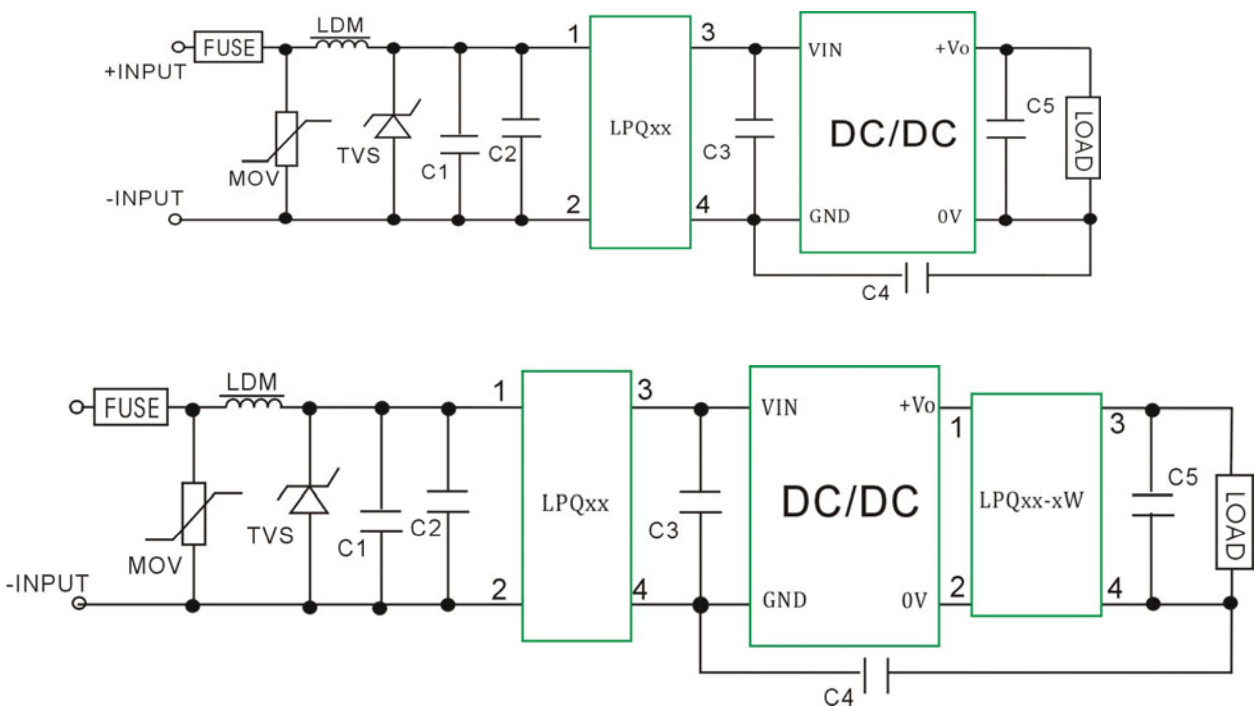 LDM
FUSE
+INPUT
1
3
VIN
+Vo
C5
LOAD
LPQxx
DC/DC
MOV
TVS
C1
C2
C3
-INPUT
2
4
GND
0V
C4
LDM
FUSE
1
3
VIN
+Vo
1
3
LPQxx
DC/DC
LPQxx-xW
C5
LOAD
MOV
TVS
C1
C2
C3
-INPUT
2
4
GND
0V
2
4
C4